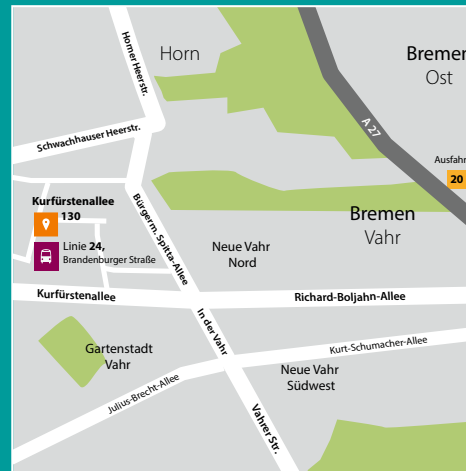 Horner Heerstr.
Horn
Bremen
Ost
A 27
Schwachhauser Heerstr.
Ausfahr
20
Kurfürstenallee
130
Bürgerm. Spitta-Allee
Bremen
Vahr
Linie 24,
Brandenburger Straße
Neue Vahr
Nord
Kurfürstenallee
Richard-Boljahn-Allee
In der Vahr
Gartenstadt
Vahr
Kurt-Schumacher-Allee
Julius-Brecht-Allee
Neue Vahr
Südwest
Vahrer Str.